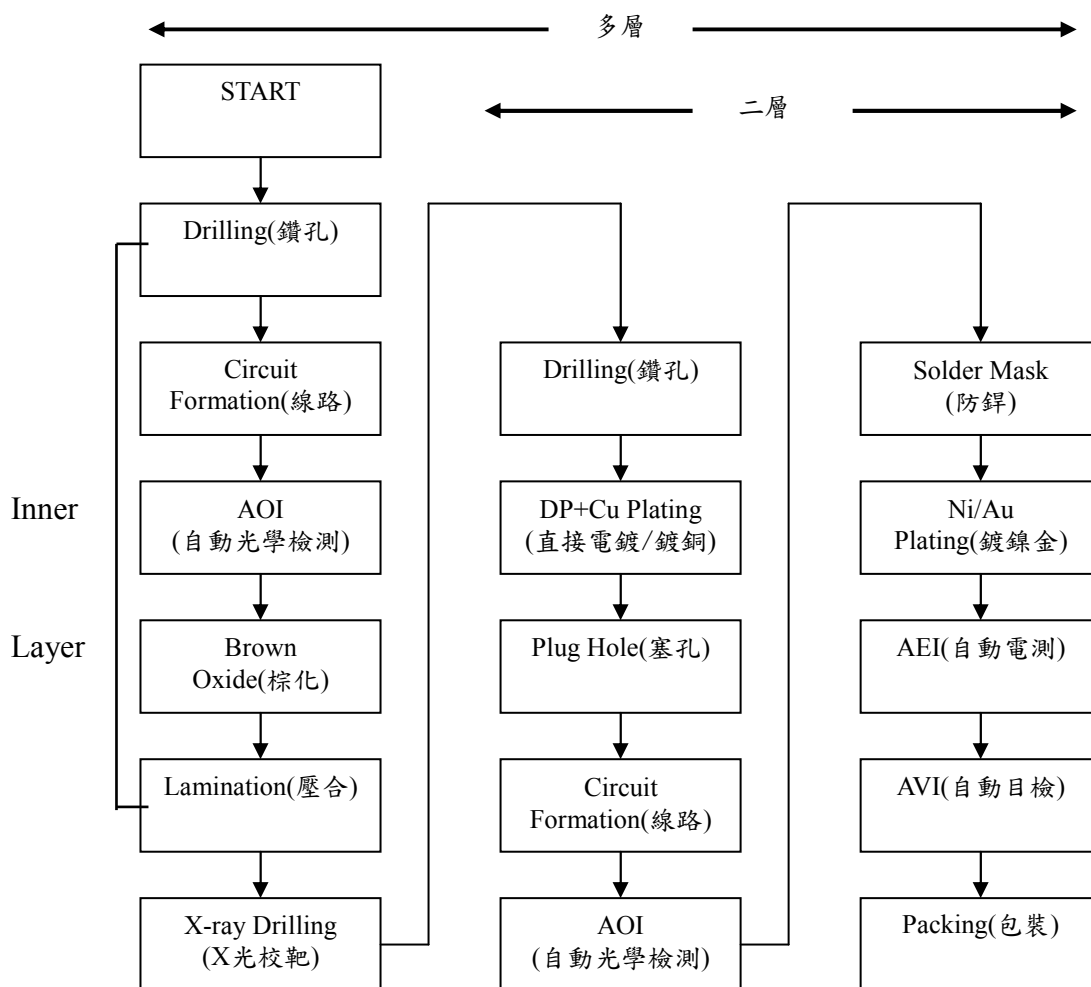 多層
二層
START
Drilling(鑽孔)
Circuit
Formation(線路)
AOI
(自動光學檢測)
Brown
Oxide(棕化)
Lamination(壓合)
X-ray Drilling
(X光校靶)
Inner
Layer
Drilling(鑽孔)
DP+Cu Plating
(直接電鍍/鍍銅)
Plug Hole(塞孔)
Circuit
Formation(線路)
AOI
(自動光學檢測)
Solder Mask
(防銲)
Ni/Au
Plating(鍍鎳金)
AEI(自動電測)
AVI(自動目檢)
Packing(包裝)